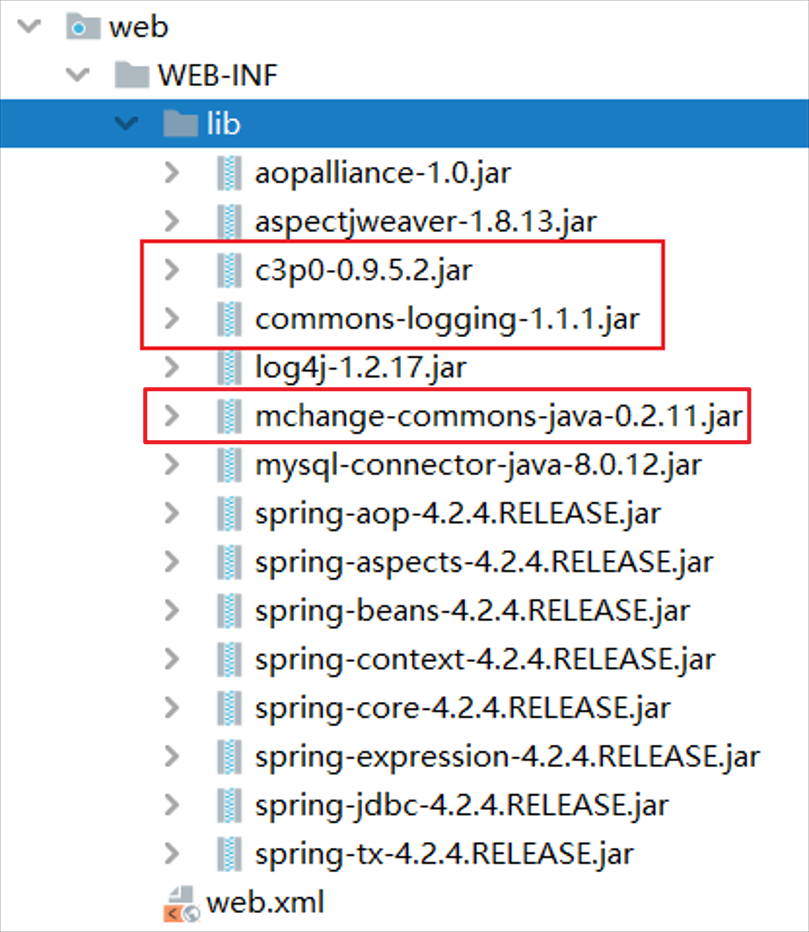 web
WEB-INF
lib
aopalliance-1.0.jar
aspectjweaver-1.8.13.jar
c3p0-0.9.5.2.jar
commons-logging-1.1.1.jar
log4j-1.2.17.jar
mchange-commons-java-0.2.11.jar
mysql-connector-java-8.0.12.jar
spring-aop-4.2.4.RELEASE.jar
spring-aspects-4.2.4.RELEASE.jar
spring-beans-4.2.4.RELEASE.jar
spring-context-4.2.4.RELEASE.jar
spring-core-4.2.4.RELEASE.jar
spring-expression-4.2.4.RELEASE.jar
spring-jdbc-4.2.4.RELEASE.jar
spring-tx-4.2.4.RELEASE.jar
web.xml